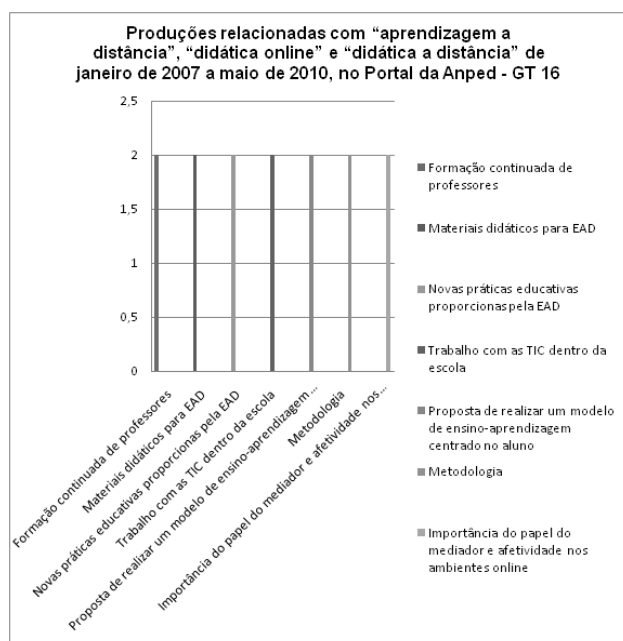 Produções relacionadas com “aprendizagem a
distância”, “didática online” e “didática a distância” de
janeiro de 2007 a maio de 2010, no Portal da Anped - GT 16
2,5
2
1,5
1
0,5
0
Formação continuada de professores
Materiais didáticos para EAD
Novas práticas educativas proporcionas pela EAD
Trabalho com as TIC dentro da escola
Proposta de realizar um modelo de ensino-aprendizagem...
Metodologia
Importância do papel do mediador e afetividade nos...
Formação continuada de
professores
Materiais didáticos para EAD
Novas práticas educativas
proporcionas pela EAD
Trabalho com as TIC dentro da
escola
Proposta de realizar um modelo
de ensino-aprendizagem
centrado no aluno
Metodologia
Importância do papel do
mediador e afetividade nos
ambientes online